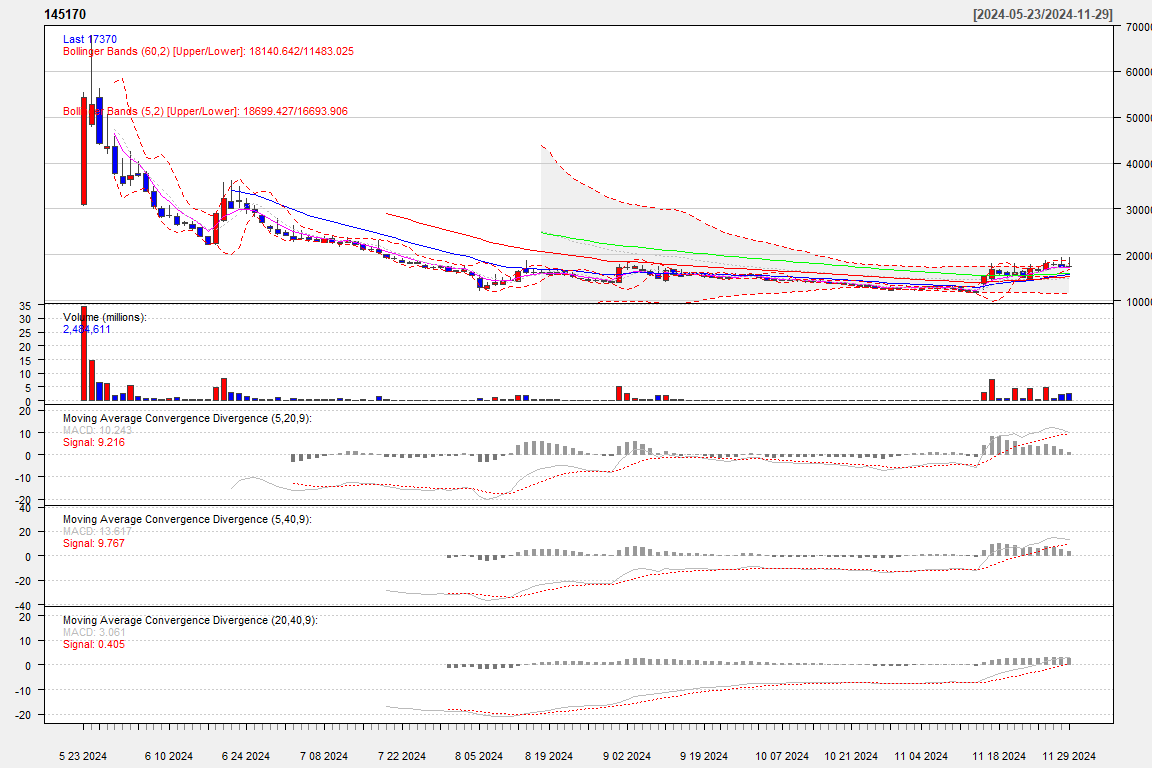 145170 [2024-05-23/2024-11-29]
Last 17370
Bollinger Bands (60,2) [Upper/Lower]: 18140.642/11483.025
Bollinger Bands (5,2) [Upper/Lower]: 18699.427/16693.906
70000
60000
50000
40000
30000
20000
10000
Volume (millions):
2,484,611
35
30
25
20
15
10
5
0
Moving Average Convergence Divergence (5,20,9):
MACD: 10.243
Signal: 9.216
20
10
0
-10
-20
Moving Average Convergence Divergence (5,40,9):
MACD: 13.617
Signal: 9.767
40
20
0
-20
-40
Moving Average Convergence Divergence (20,40,9):
MACD: 3.061
Signal: 0.405
20
10
0
-10
-20
5 23 2024 6 10 2024 6 24 2024 7 08 2024 7 22 2024 8 05 2024 8 19 2024 9 02 2024 9 19 2024 10 07 2024 10 21 2024 11 04 2024 11 18 2024 11 29 2024